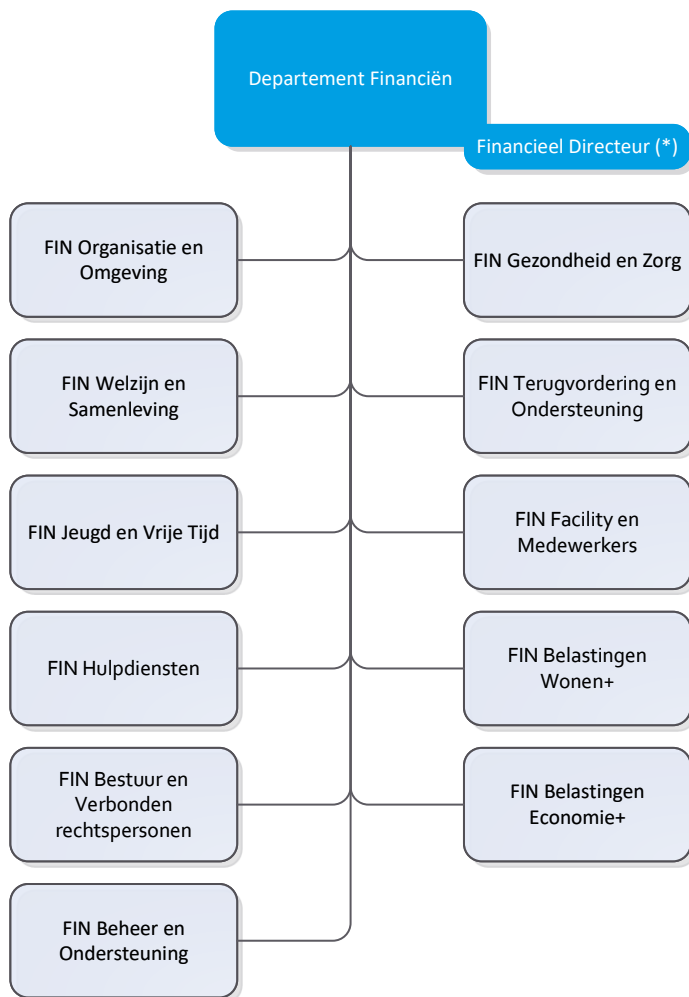 Departement Financiën
Financieel Directeur (*)
FIN Organisatie en
Omgeving
FIN Gezondheid en Zorg
FIN Welzijn en
Samenleving
FIN Terugvordering en
Ondersteuning
FIN Jeugd en Vrije Tijd
FIN Facility en
Medewerkers
FIN Hulpdiensten
FIN Belastingen
Wonen+
FIN Bestuur en
Verbonden
rechtspersonen
FIN Belastingen
Economie+
FIN Beheer en
Ondersteuning